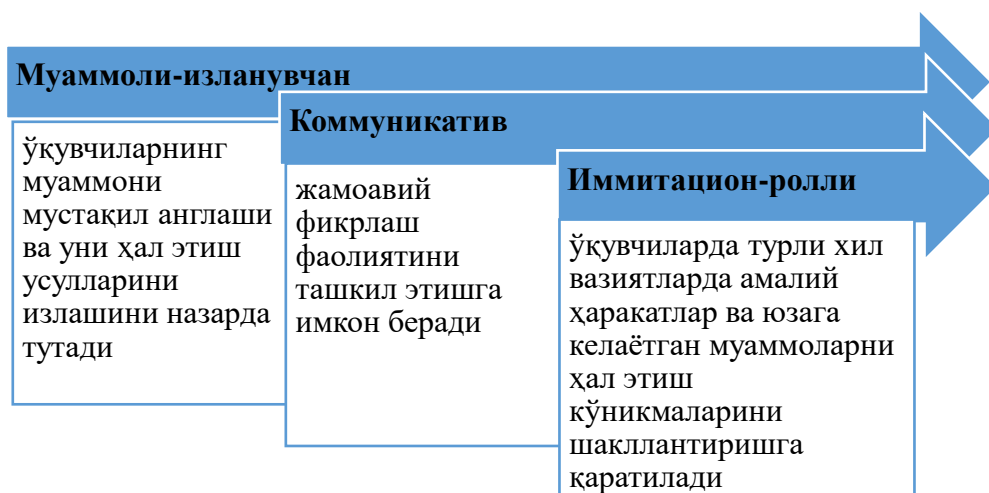 Муаммоли-изланувчан
ўқувчиларнинг
муаммони
мустақил англаши
ва уни ҳал этиш
усулларини
излашини назарда
тутади
Коммуникатив
жамоавий
фикрлаш
фаолиятини
ташкил этишга
имкон беради
Иммитацион-ролли
ўқувчиларда турли хил
вазиятларда амалий
ҳаракатлар ва юзага
келаётган муаммоларни
ҳал этиш
кўникмаларини
шакллантиришга
қаратилади